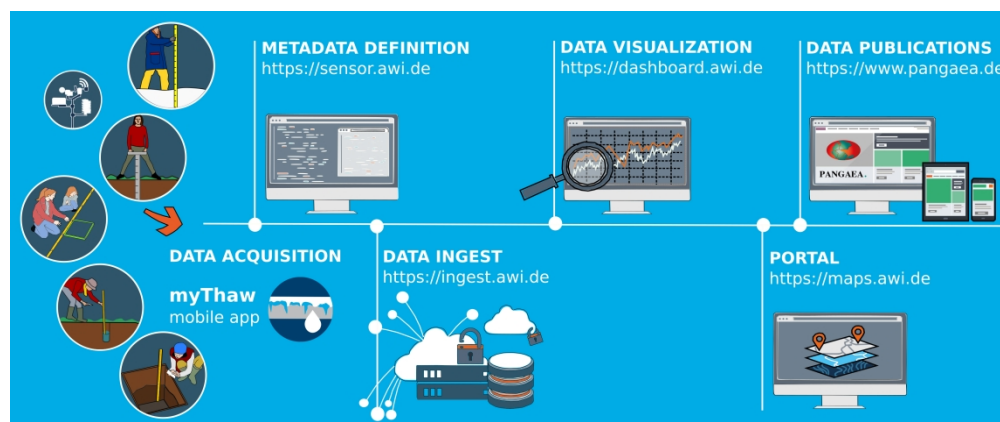 METADATA DEFINITION
https://sensor.awi.de
DATA VISUALIZATION
https://dashboard.awi.de
DATA PUBLICATIONS
https://www.pangaea.de
PANGAEA.
DATA ACQUISITION
myThaw
mobile app
DATA INGEST
https://ingest.awi.de
PORTAL
https://maps.awi.de